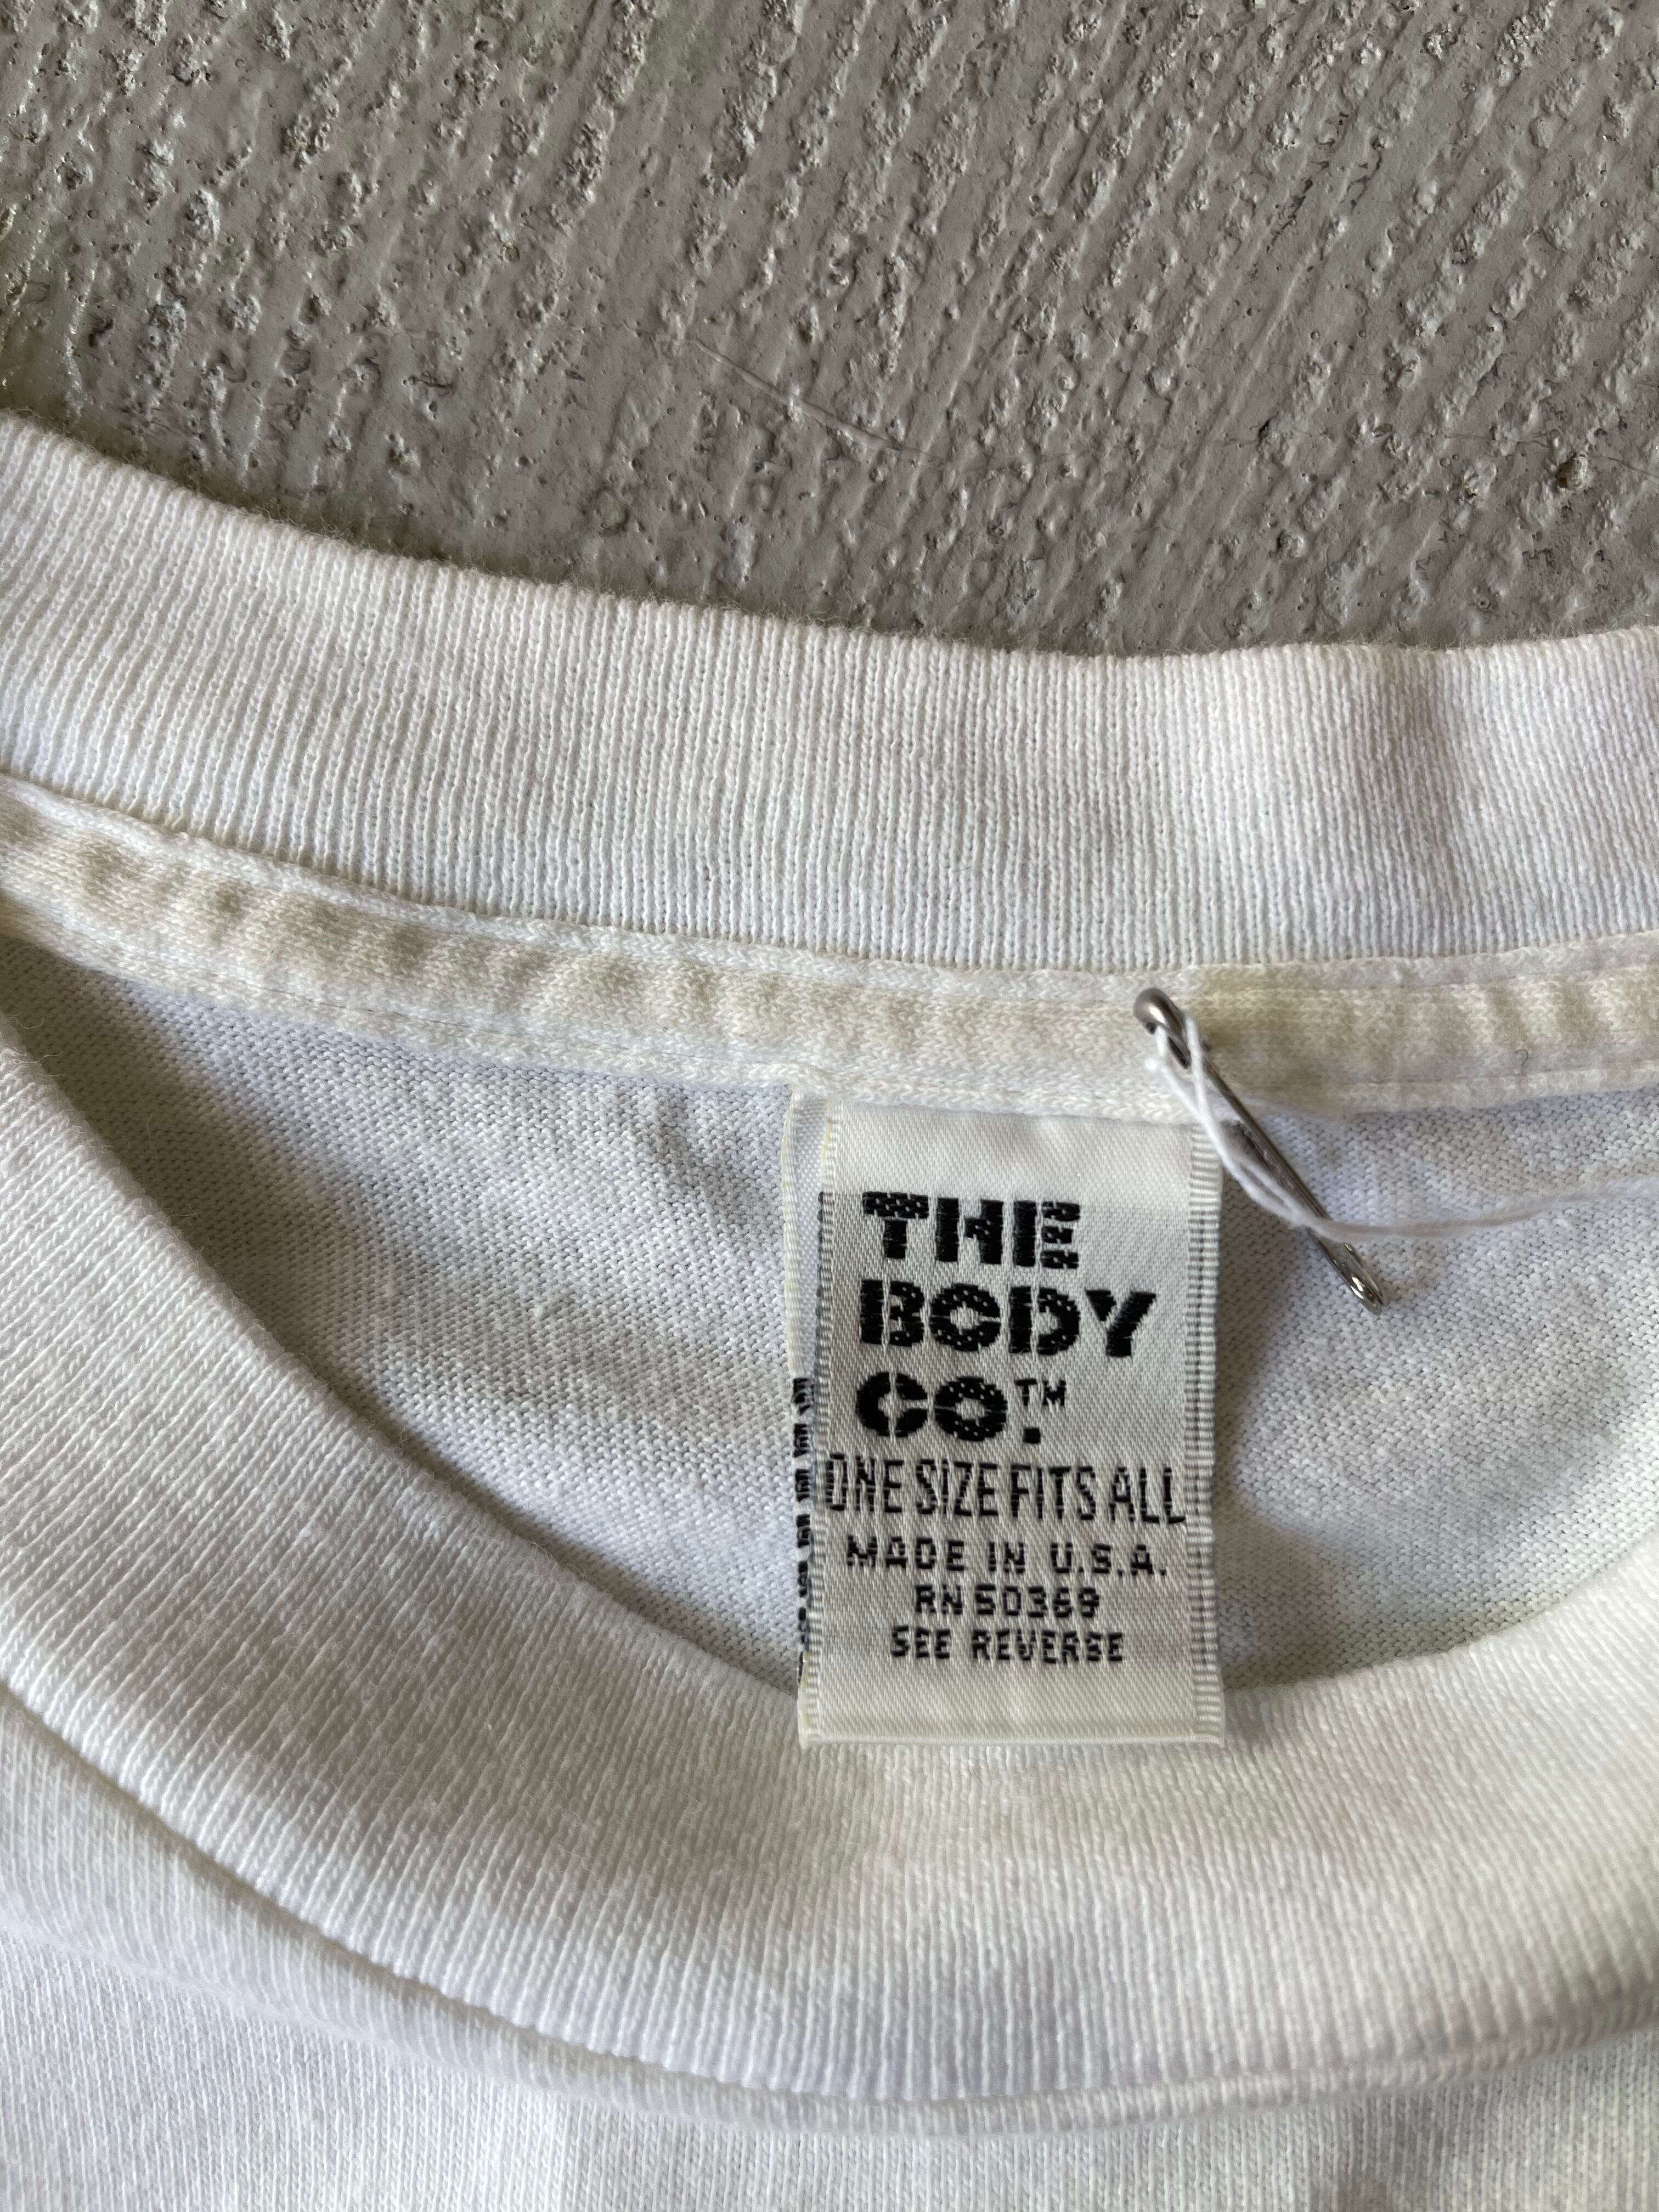 THE
BODY
CO.™
ONE SIZE FITS ALL
MADE IN U.S.A.
RN 50369
SEE REVERSE